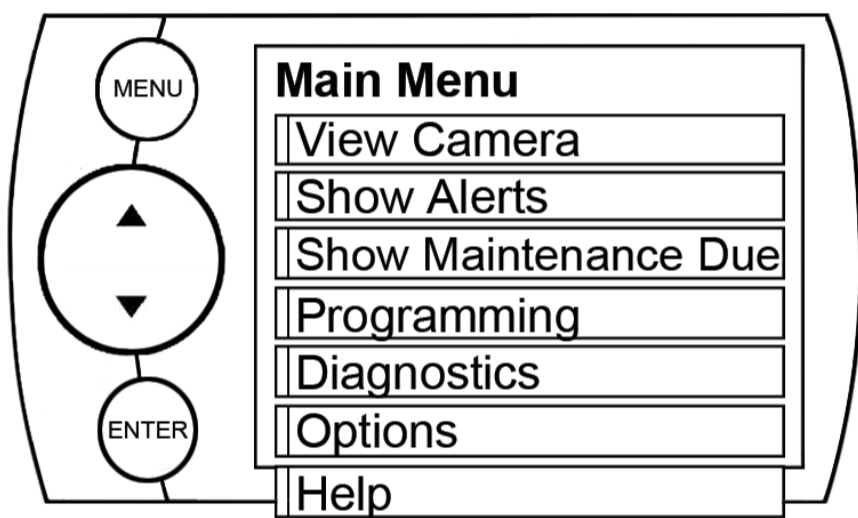 MENU
Main Menu
View Camera
Show Alerts
Show Maintenance Due
Programming
Diagnostics
ENTER
Options
Help